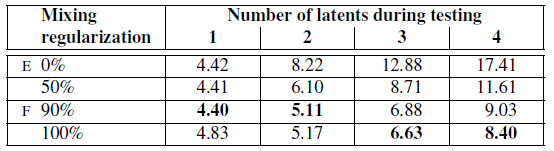 Mixing Number of latents during testing
regularization 1 2 3 4
E 0% 4.42 8.22 12.88 17.41
50% 4.41 6.10 8.71 11.61
F 90% 4.40 5.11 6.88 9.03
100% 4.83 5.17 6.63 8.40